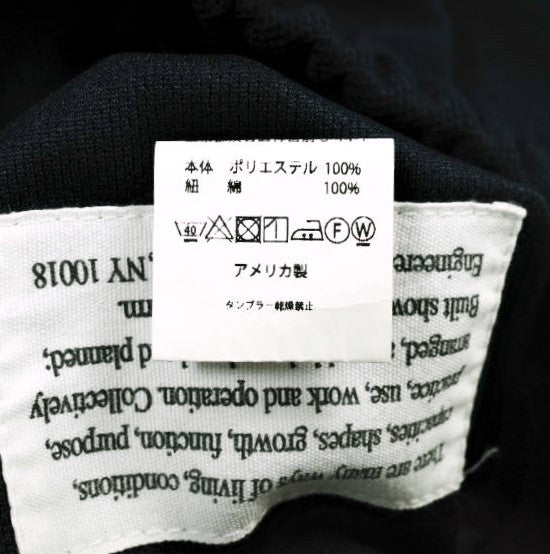 本体 ポリエステル 100%
紐 綿 100%
40 F W
アメリカ製
タンブラー乾燥禁止
There are many ways of living, conditions,
capacities, shapes, growth, function, purpose,
practice, use, work and operation. Collectively
arranged, planned;
Built show rm.
Engineere ,NY 10018